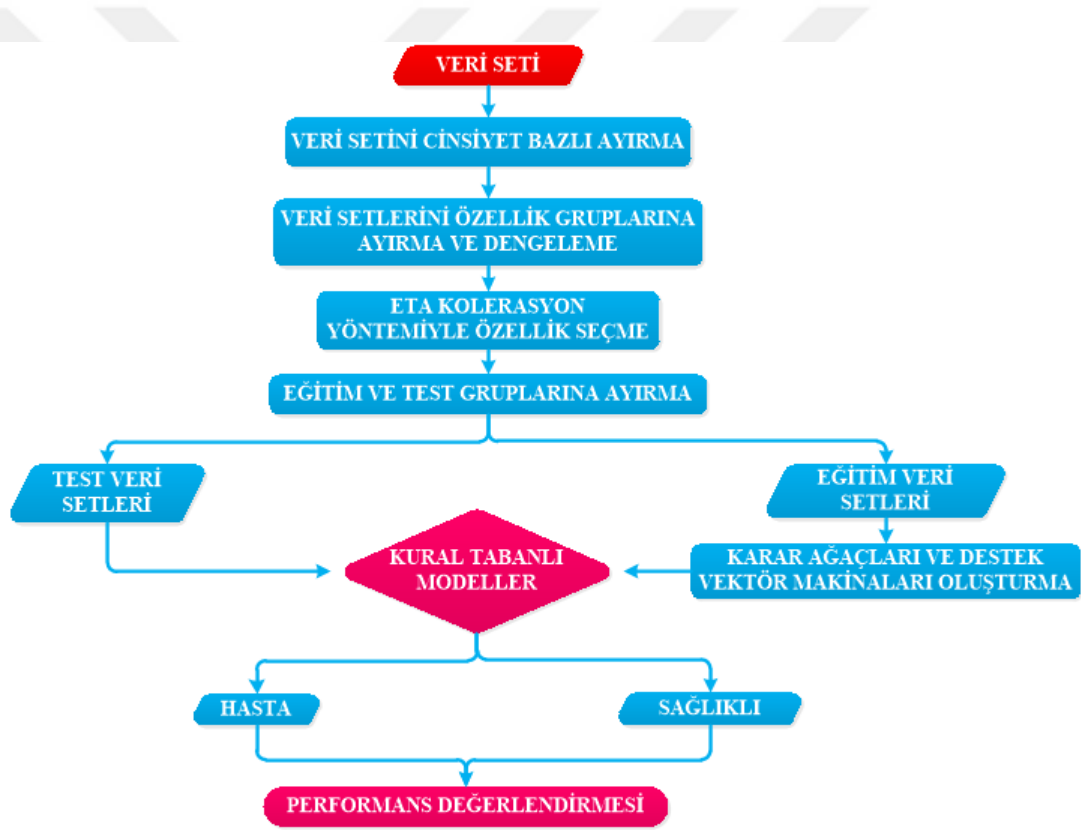 VERİ SETİ
VERİ SETİNİ CİNSİYET BAZLI AYIRMA
VERİ SETLERİNİ ÖZELLİK GRUPLARINA
AYIRMA VE DENGELEME
ETA KOLERASYON
YÖNTEMİYLE ÖZELLİK SEÇME
EĞİTİM VE TEST GRUPLARINA AYIRMA
TEST VERİ
SETLERİ
EĞİTİM VERİ
SETLERİ
KURAL TABANLI
MODELLER
KARAR AĞAÇLARI VE DESTEK
VEKTÖR MAKİNALARI OLUŞTURMA
HASTA
SAĞLIKLI
PERFORMANS DEĞERLENDİRMESİ